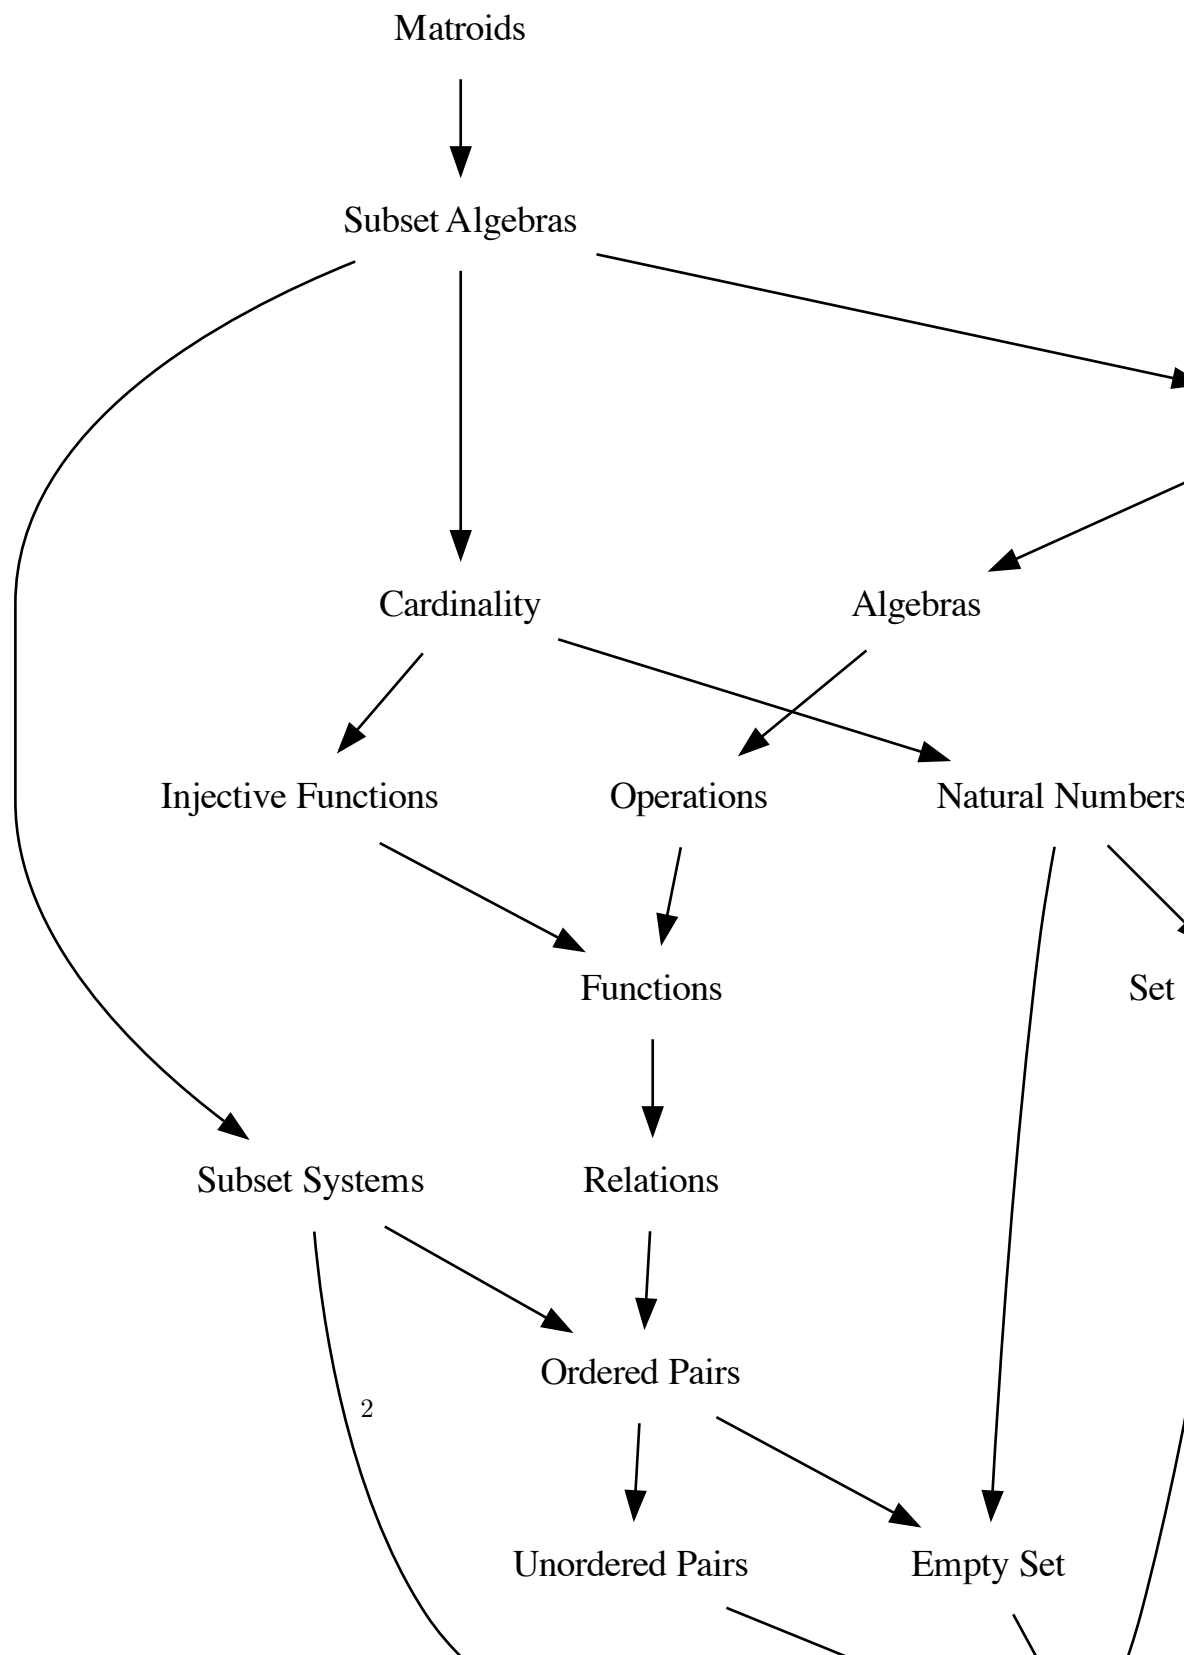 Matroids
Subset Algebras
Cardinality
Algebras
Injective Functions
Operations
Natural Numbers
Functions
Set
Subset Systems
Relations
Ordered Pairs
2
Unordered Pairs
Empty Set